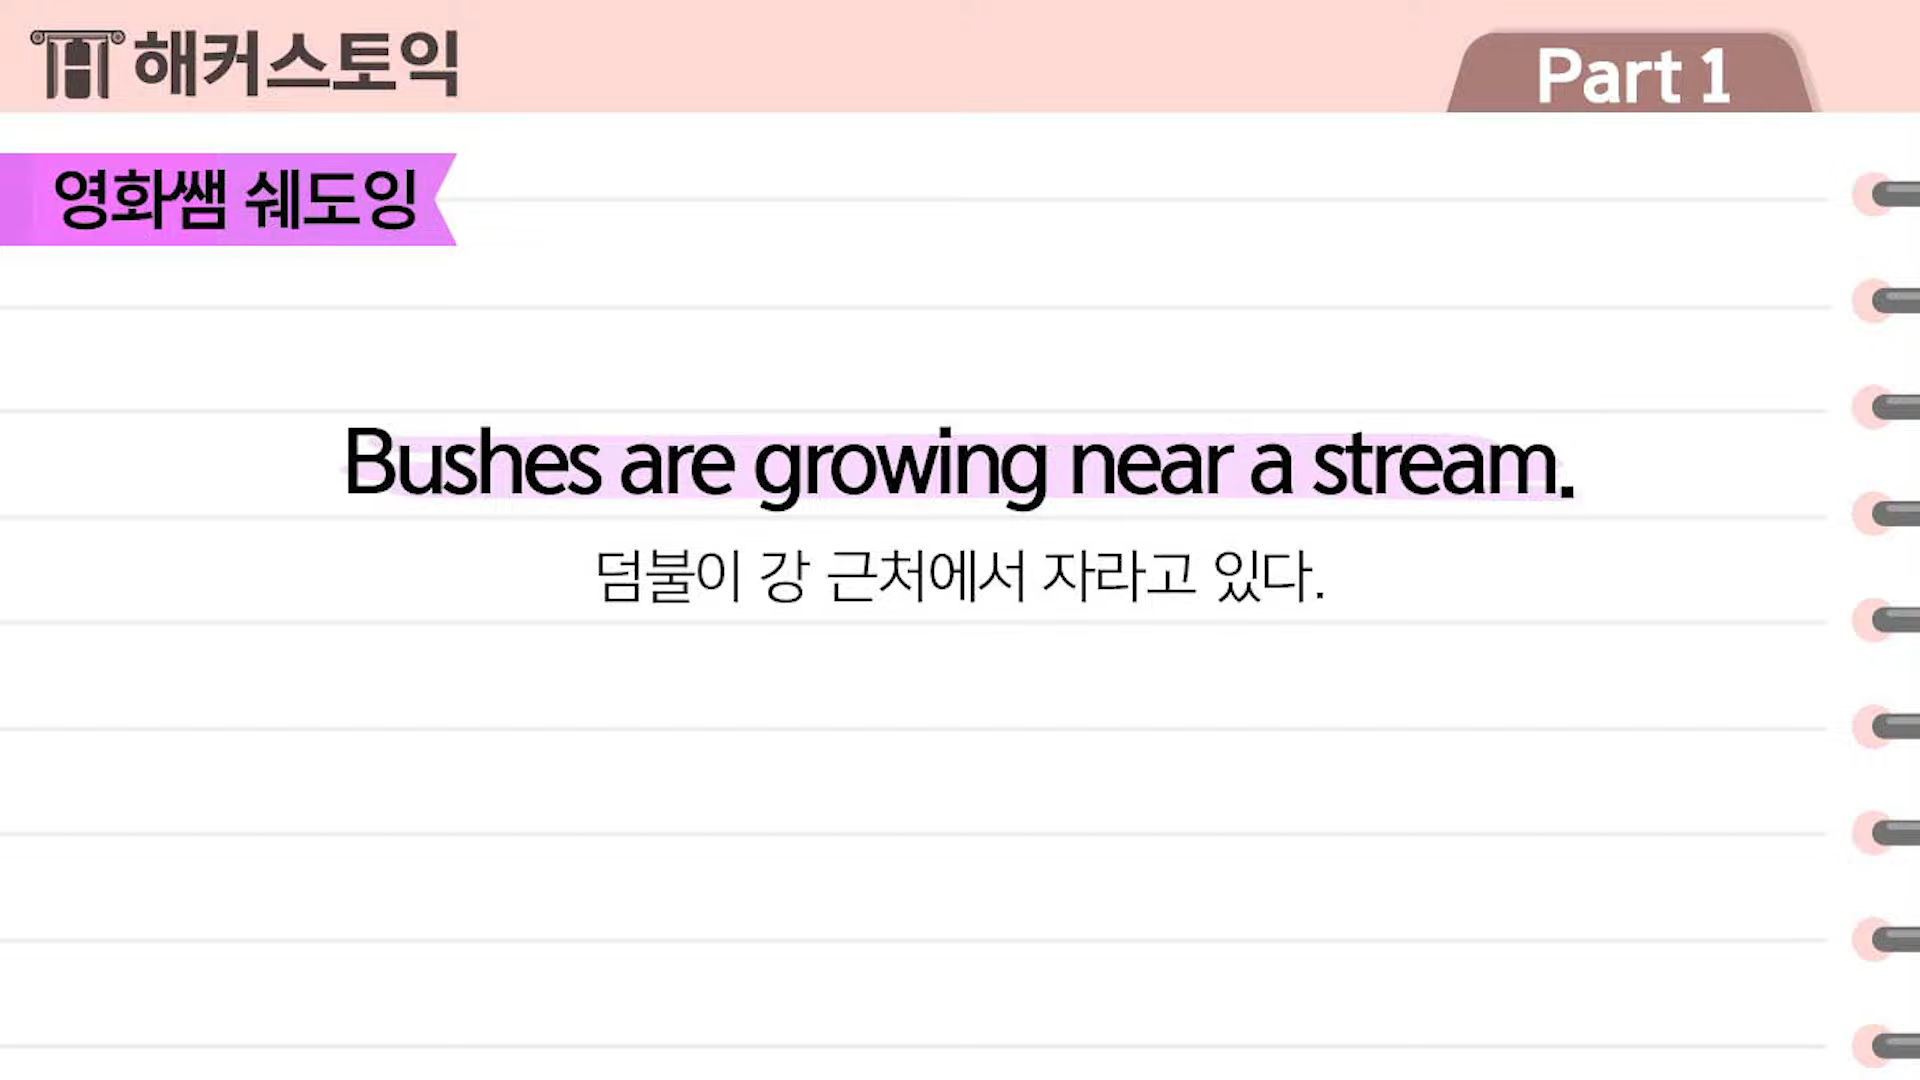 해커스토익
Part 1
영화쌤 쉐도잉
Bushes are growing near a stream.
덤불이 강 근처에서 자라고 있다.